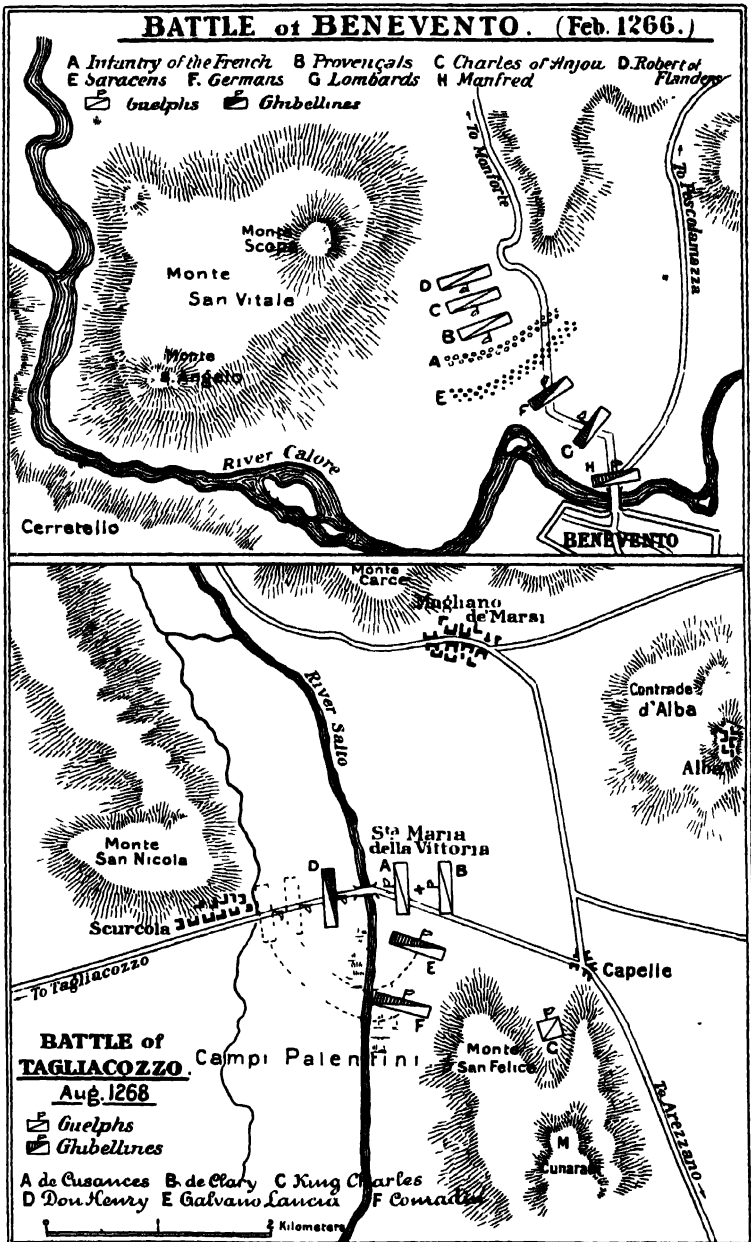 BATTLE of BENEVENTO. (Feb. 1266.)
A Infantry of the French B Provençals C Charles of Anjou D. Robert of Flanders
E Saracens F. Germans G Lombards H Manfred
Guelphs Ghibellines
To Monforte
To Pescolamazza
Monte Scopa
Monte San Vitale
Monte S. Angelo
D
C
B
A
E
F
G
H
River Calore
Cerretello
BENEVENTO
Monte Carce
Magliano de' Marsi
River Salto
Contrade d'Alba
Alba
Monte San Nicola
Sta Maria della Vittoria
D
A
B
Scurcola
To Tagliacozzo
E
F
Capelle
C
BATTLE of TAGLIACOZZO.
Aug. 1268
Campi Palentini
Monte San Felice
M Cunarada
To Arezzano
Guelphs
Ghibellines
A de Cusances B de Clary C King Charles
D Don Henry E Galvano Lancia F Conradin
2 Kilometers